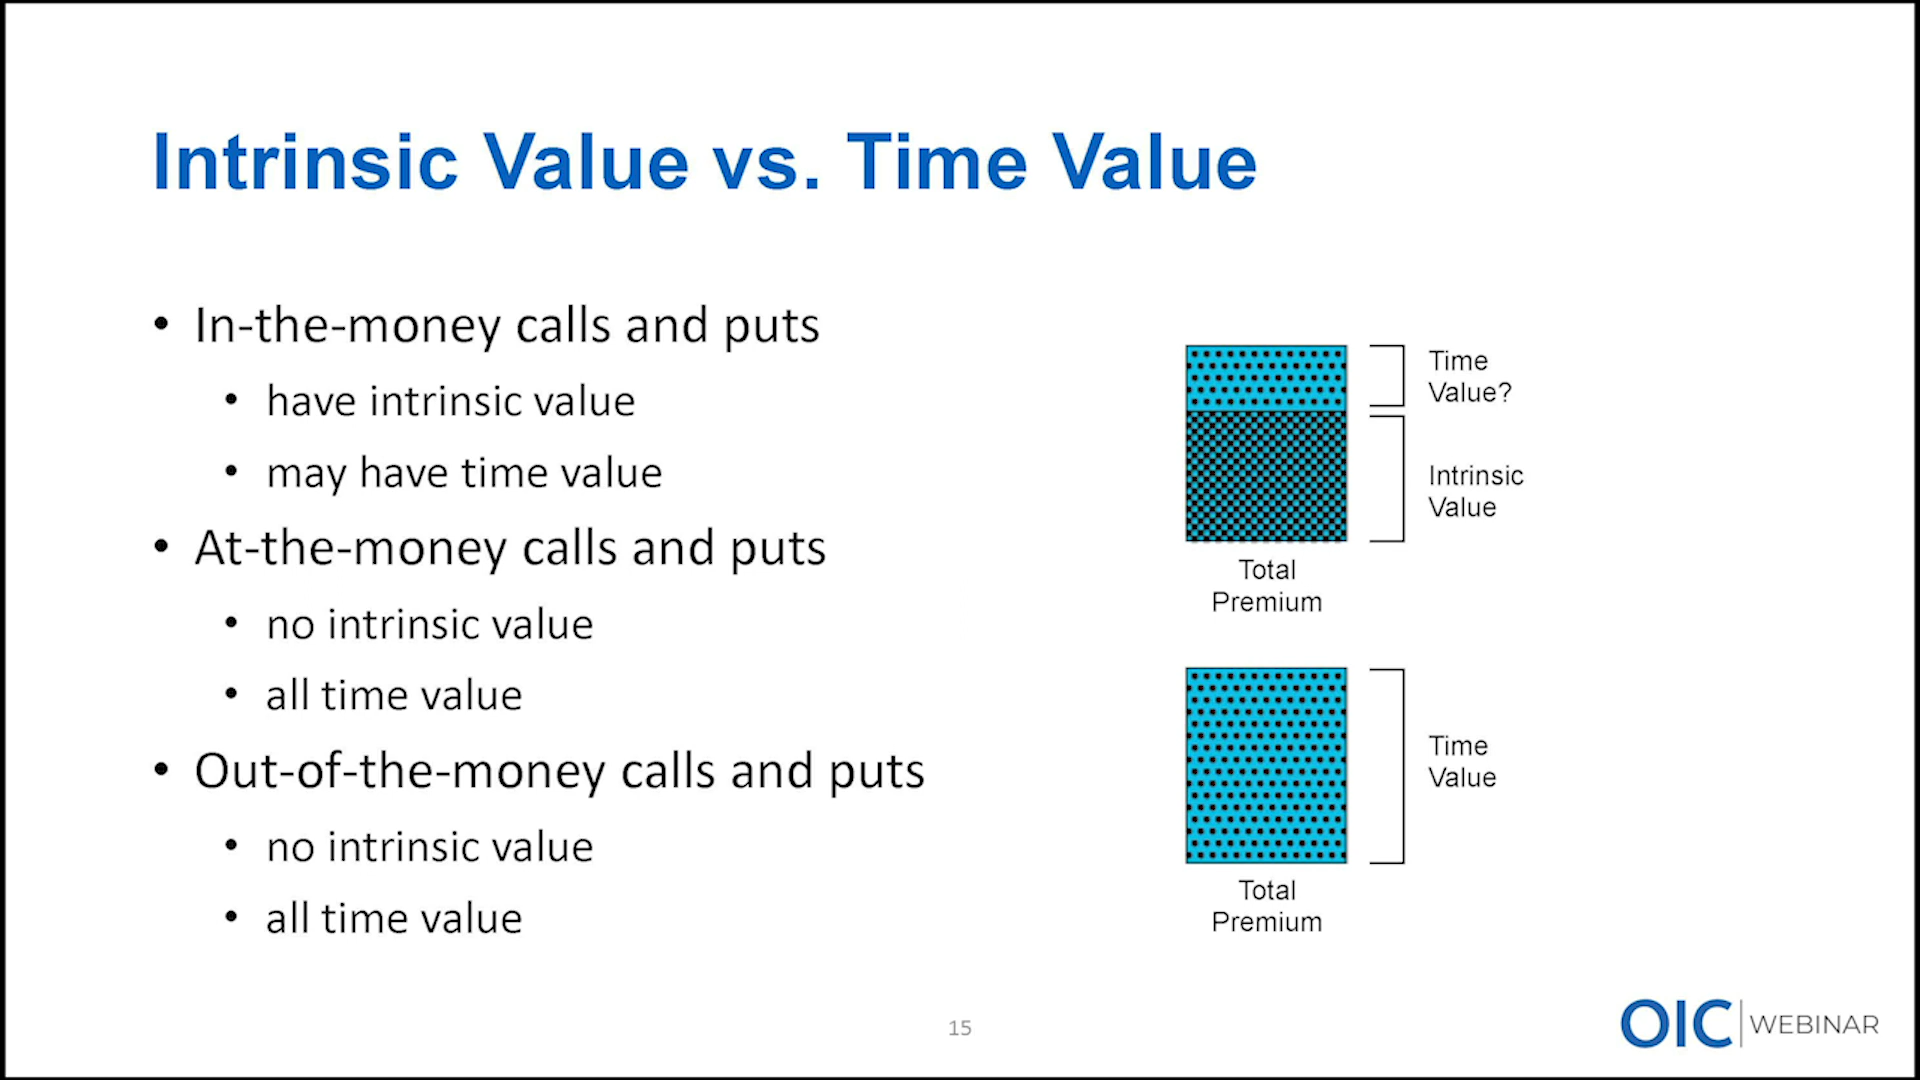 Intrinsic Value vs. Time Value
• In-the-money calls and puts
• have intrinsic value
• may have time value
• At-the-money calls and puts
• no intrinsic value
• all time value
• Out-of-the-money calls and puts
• no intrinsic value
• all time value
Time
Value?
Intrinsic
Value
Total
Premium
Time
Value
Total
Premium
15
OIC WEBINAR